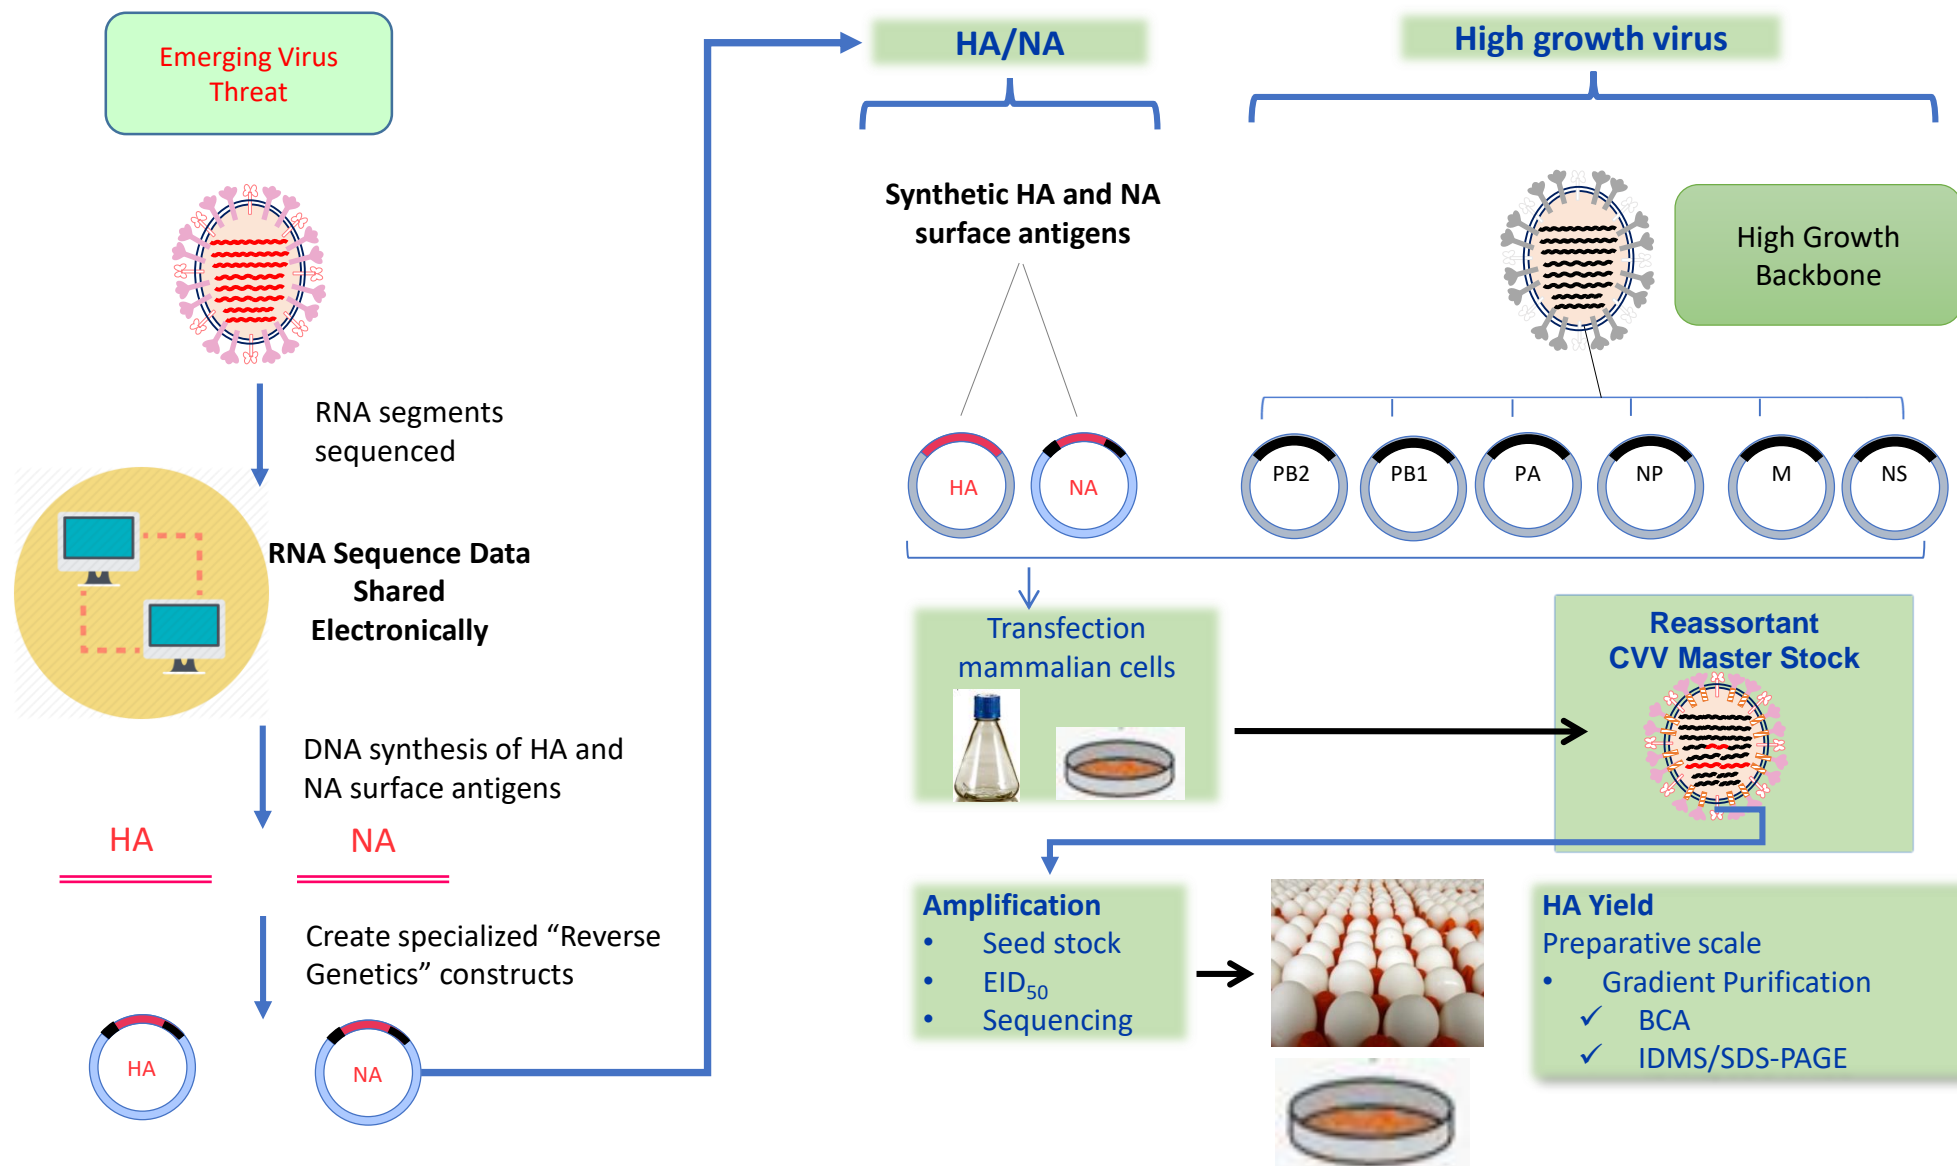 Emerging Virus
Threat
RNA segments
sequenced
RNA Sequence Data
Shared
Electronically
DNA synthesis of HA and
NA surface antigens
HA
NA
Create specialized “Reverse
Genetics” constructs
HA
NA
HA/NA
High growth virus
Synthetic HA and NA
surface antigens
High Growth
Backbone
HA
NA
PB2
PB1
PA
NP
M
NS
Transfection
mammalian cells
Reassortant
CVV Master Stock
Amplification
• Seed stock
• EID₅₀
• Sequencing
HA Yield
Preparative scale
• Gradient Purification
✓ BCA
✓ IDMS/SDS-PAGE